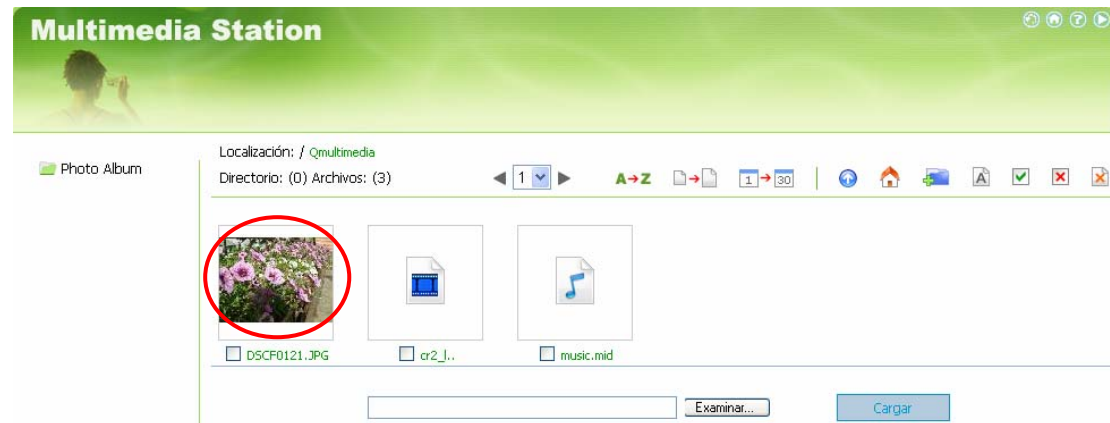 Multimedia Station
Photo Album
Localización: / Qmultimedia
Directorio: (0) Archivos: (3)
1
A→Z
1→30
A
DSCF0121.JPG
cr2_l..
music.mid
Examinar...
Cargar